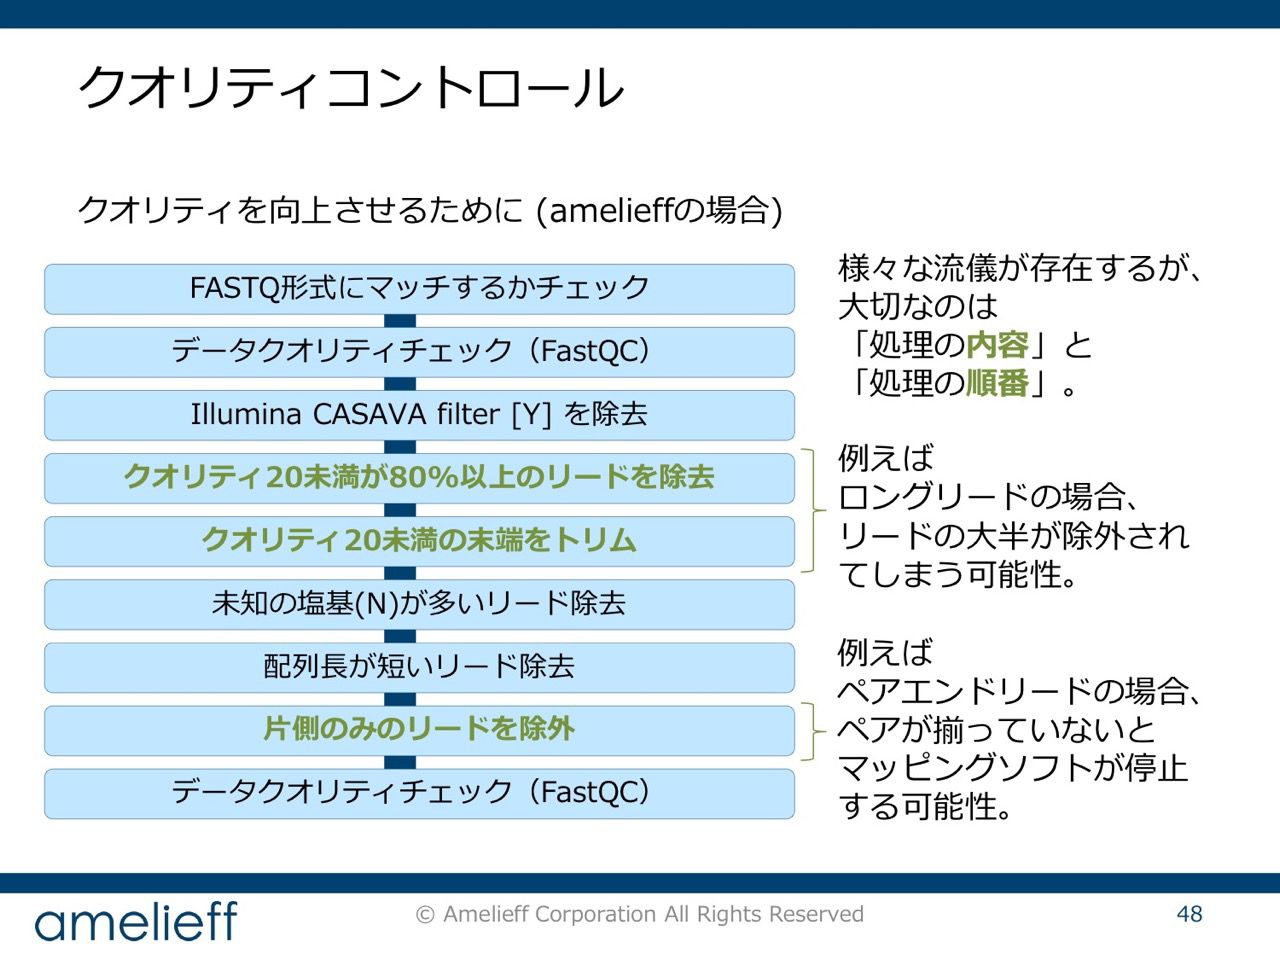 クオリティコントロール
クオリティを向上させるために (amelieffの場合)
FASTQ形式にマッチするかチェック
データクオリティチェック（FastQC）
Illumina CASAVA filter [Y] を除去
クオリティ20未満が80%以上のリードを除去
クオリティ20未満の末端をトリム
未知の塩基(N)が多いリード除去
配列長が短いリード除去
片側のみのリードを除外
データクオリティチェック（FastQC）
様々な流儀が存在するが、
大切なのは
「処理の内容」と
「処理の順番」。
例えば
ロングリードの場合、
リードの大半が除外され
てしまう可能性。
例えば
ペアエンドリードの場合、
ペアが揃っていないと
マッピングソフトが停止
する可能性。
amelieff
© Amelieff Corporation All Rights Reserved
48